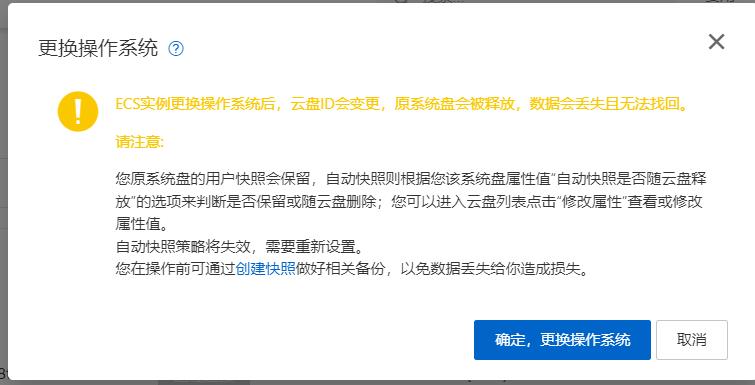 更换操作系统 ?
ECS实例更换操作系统后，云盘ID会变更，原系统盘会被释放，数据会丢失且无法找回。
请注意:
您原系统盘的用户快照会保留，自动快照则根据您该系统盘属性值“自动快照是否随云盘释
放”的选项来判断是否保留或随云盘删除；您可以进入云盘列表点击“修改属性”查看或修改
属性值。
自动快照策略将失效，需要重新设置。
您在操作前可通过创建快照做好相关备份，以免数据丢失给你造成损失。
确定，更换操作系统
取消